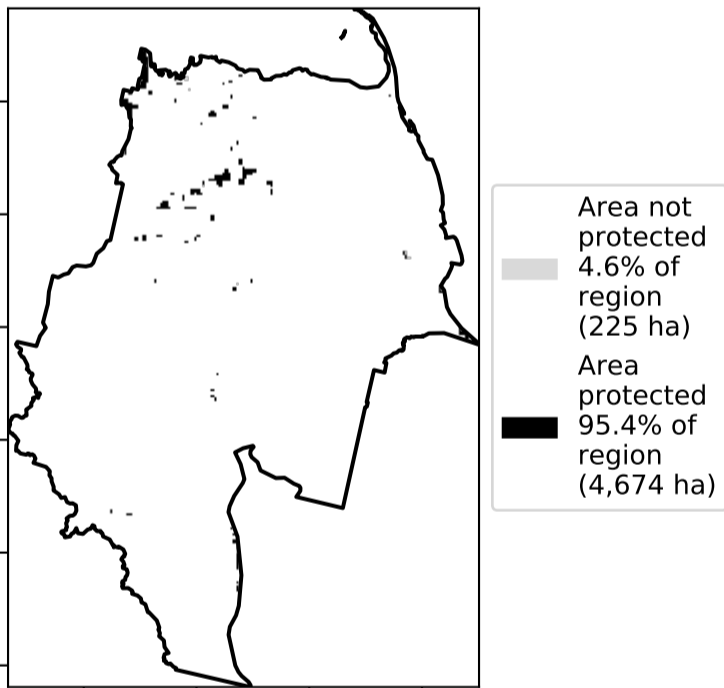 Area not
protected
4.6% of
region
(225 ha)
Area
protected
95.4% of
region
(4,674 ha)